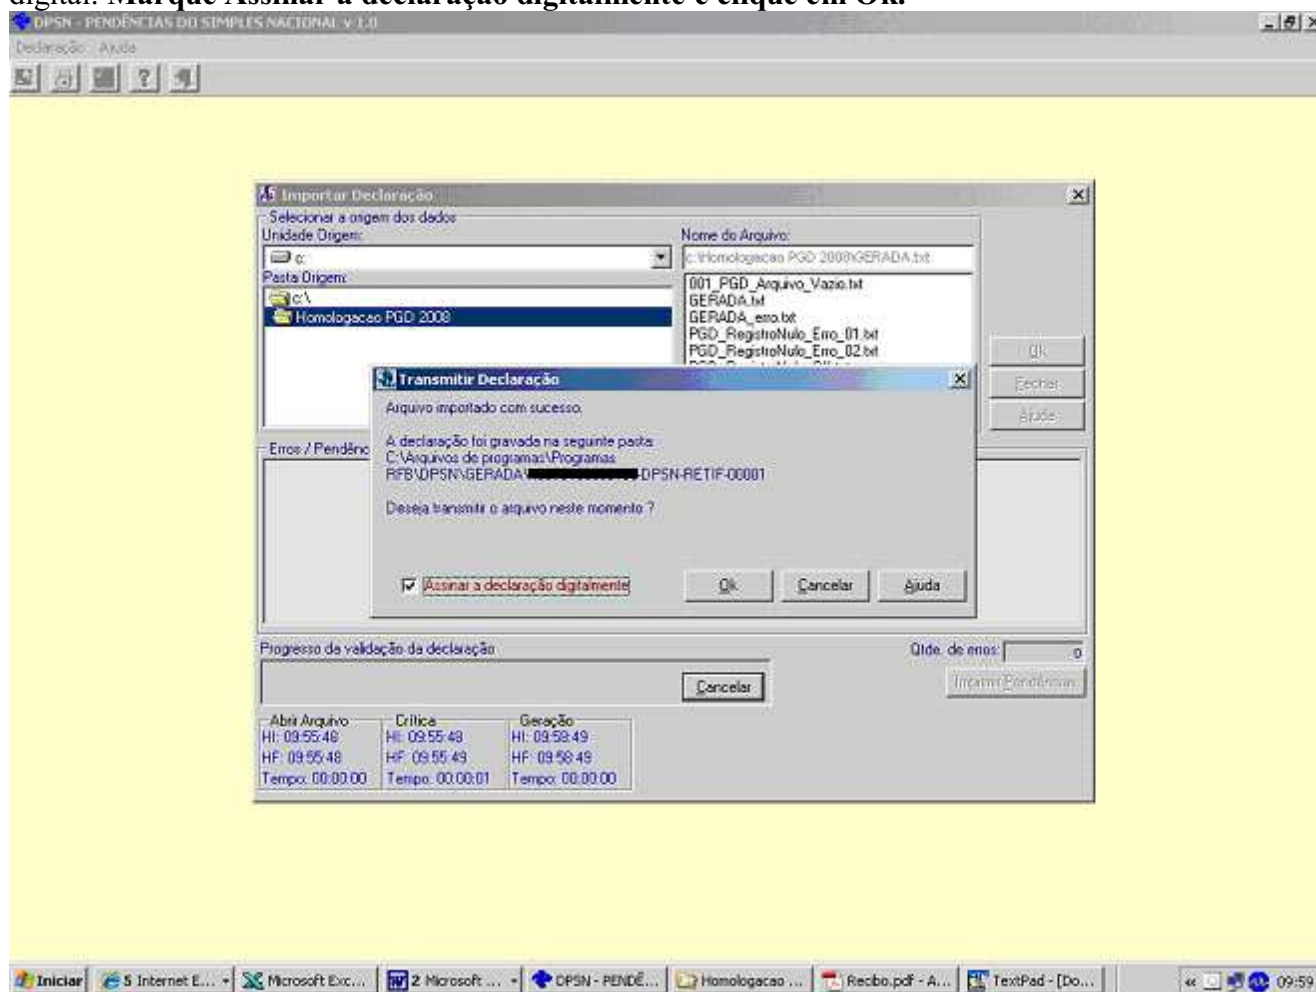 digital. Marque Assinar a declaração digitalmente e clique em Ok.
DPSN - PENDÊNCIAS DO SIMPLES NACIONAL v 1.0
Declaração Ajuda
Importar Declaração
Selecionar a origem dos dados
Unidade Origem:
Nome do Arquivo:
c:
c:\Homologacao PGD 2008\GERADA.txt
Pasta Origem:
c:\
Homologacao PGD 2008
001_PGD_Arquivo_Vazio.txt
GERADA.txt
GERADA_erro.txt
PGD_RegistroNulo_Erro_01.txt
PGD_RegistroNulo_Erro_02.txt
Ok
Fechar
Ajuda
Transmitir Declaração
Arquivo importado com sucesso.
A declaração foi gravada na seguinte pasta:
C:\Arquivos de programas\Programas
RFB\DPSN\GERADA\ -DPSN-RETIF-00001
Deseja transmitir o arquivo neste momento ?
Assinar a declaração digitalmente
Ok Cancelar Ajuda
Erros / Pendênc
Progresso da validação da declaração
Qtde. de erros: 0
Cancelar
Imprimir Pendências
Abrir Arquivo Crítica Geração
HI: 09:55:48 HI: 09:55:48 HI: 09:58:49
HF: 09:55:48 HF: 09:55:49 HF: 09:58:49
Tempo: 00:00:00 Tempo: 00:00:01 Tempo: 00:00:00
Iniciar 5 Internet E... Microsoft Exc... 2 Microsoft ... DPSN - PENDÊ... Homologacao ... Recibo.pdf - A... TextPad - [Do... « 09:59